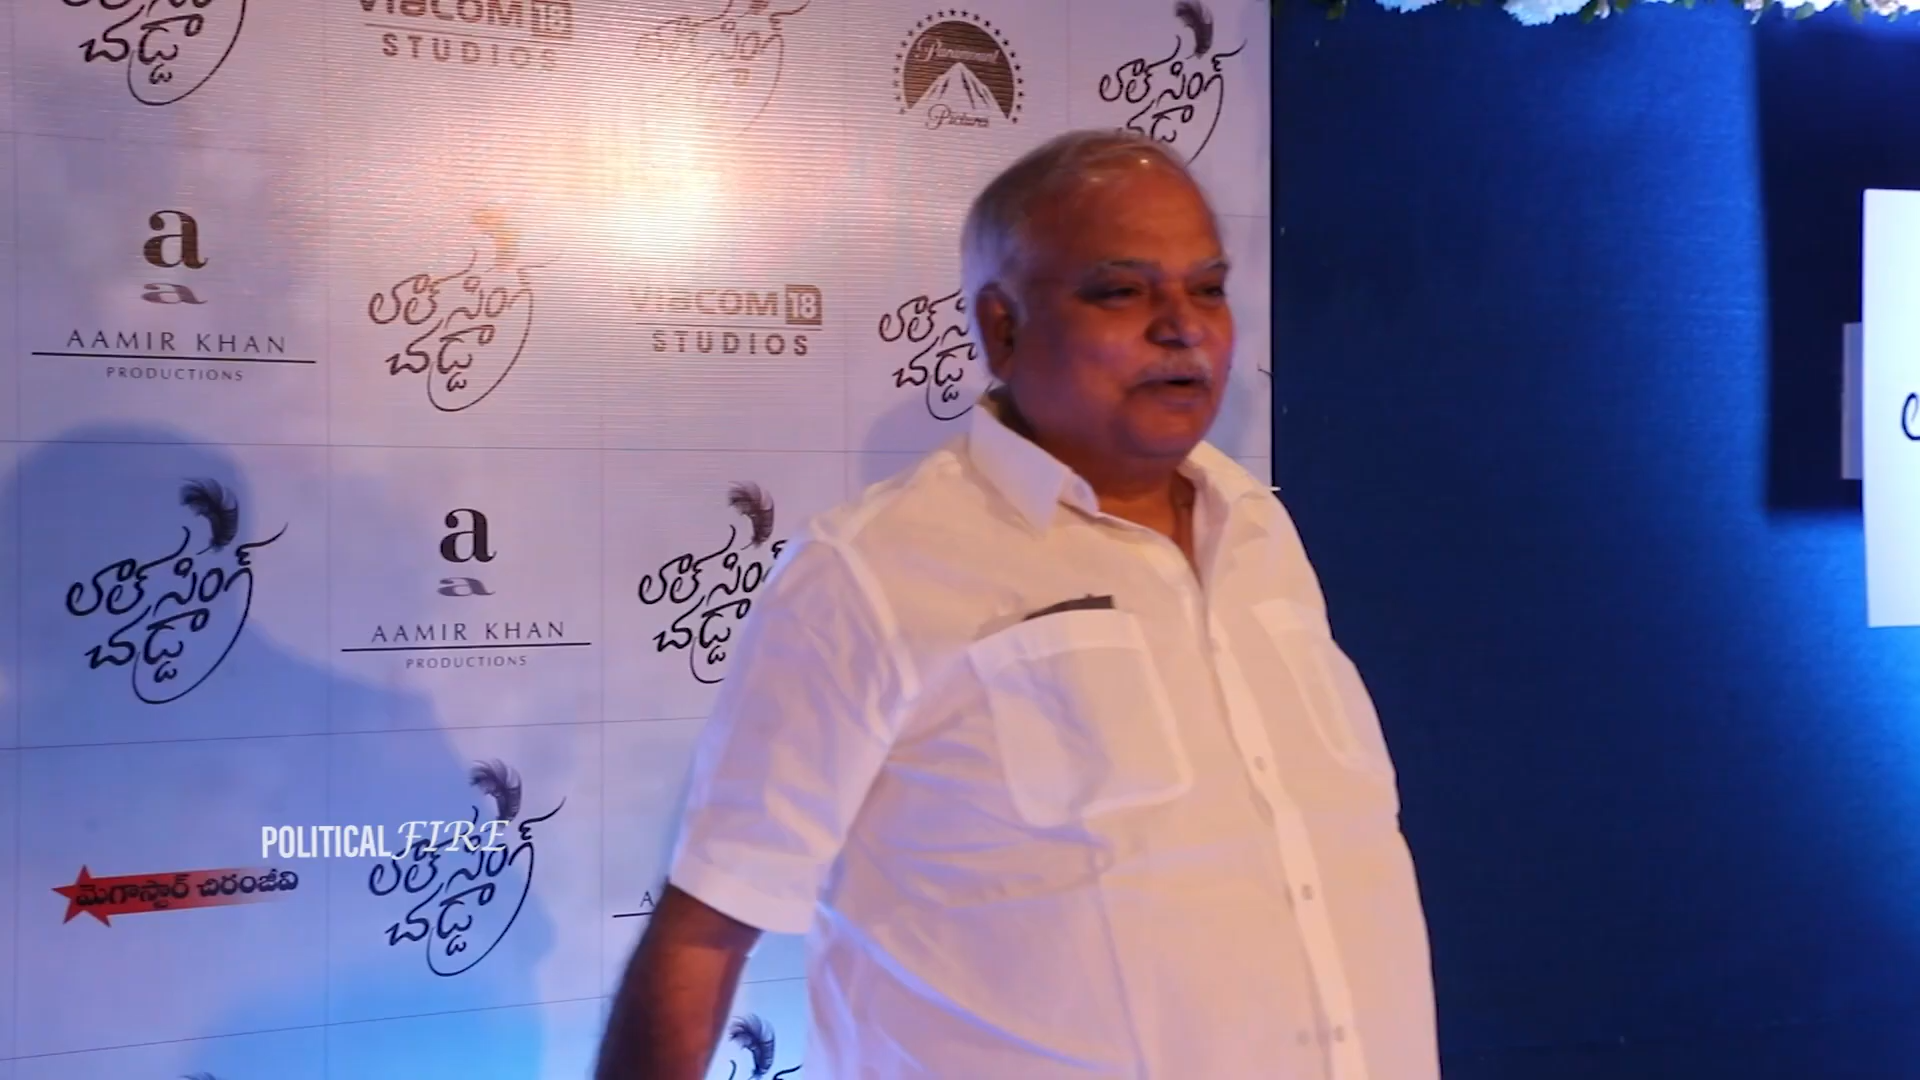 చడ్డా
VIACOM 18
STUDIOS
లాల్ సింగ్
Paramount
Pictures
లాల్ సింగ్
చడ్డా
a
AAMIR KHAN
PRODUCTIONS
లాల్ సింగ్
చడ్డా
VIACOM 18
STUDIOS
లాల్
చడ్డా
లాల్ సింగ్
చడ్డా
a
AAMIR KHAN
PRODUCTIONS
లాల్ సింగ్
చడ్డా
POLITICAL FIRE
మెగాస్టార్ చిరంజీవి
లాల్ సింగ్
చడ్డా